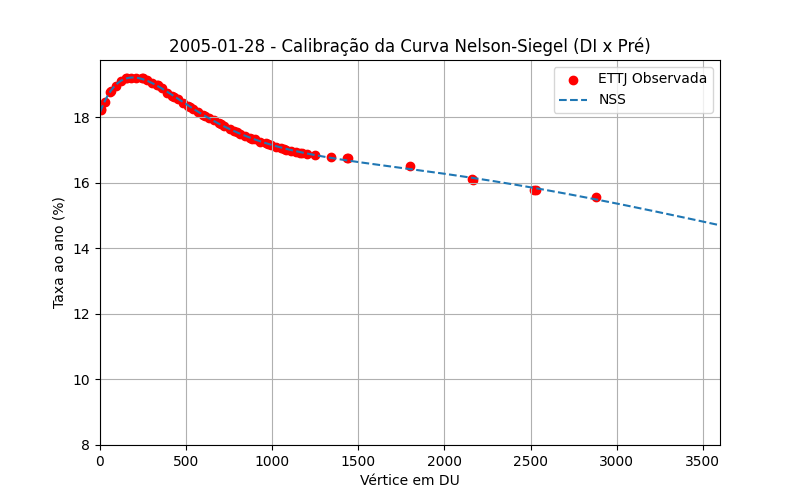 2005-01-28 - Calibração da Curva Nelson-Siegel (DI x Pré)
ETTJ Observada
NSS
Taxa ao ano (%)
18
16
14
12
10
8
0 500 1000 1500 2000 2500 3000 3500
Vértice em DU